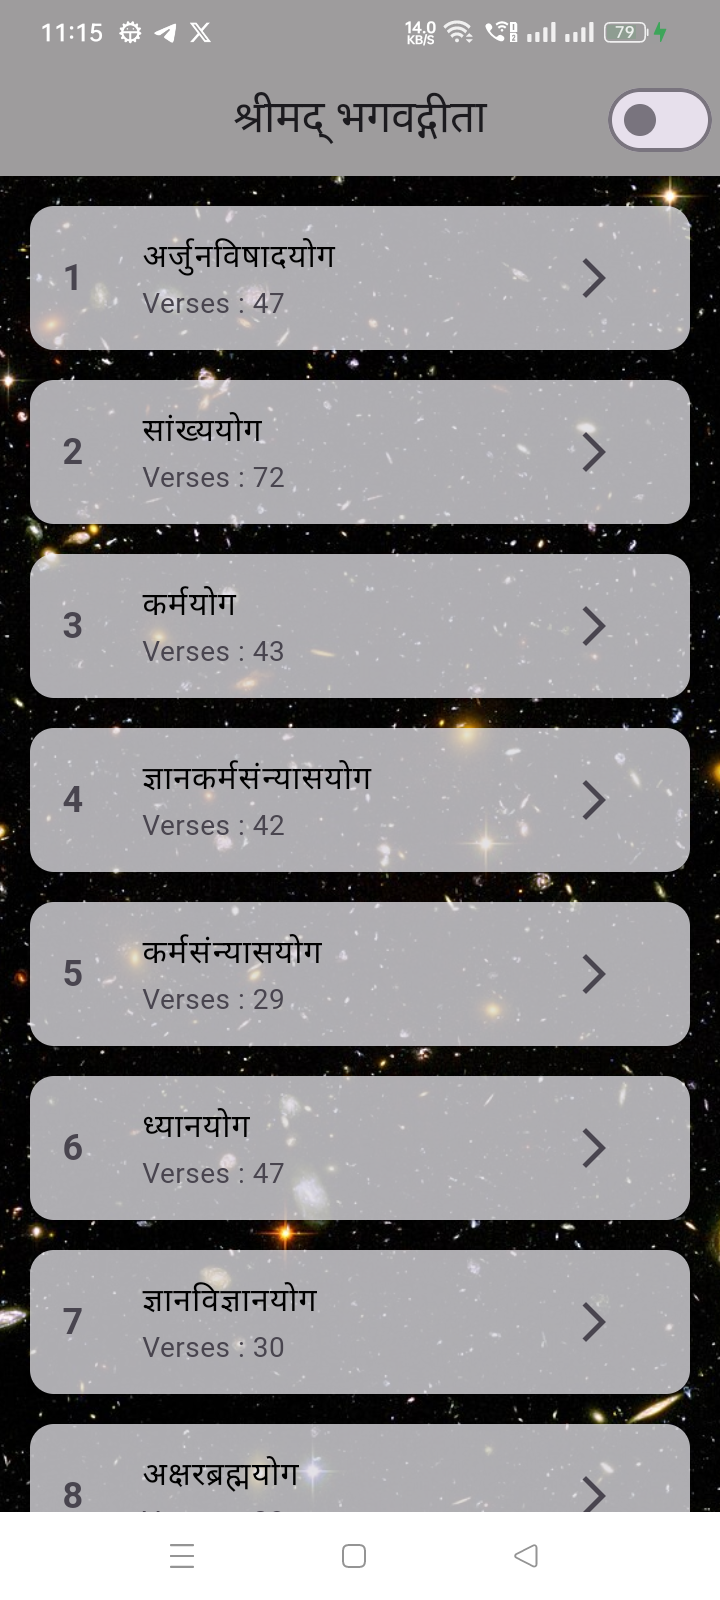 11:15 14.0 KB/S 79
श्रीमद् भगवद्गीता
1
अर्जुनविषादयोग
Verses : 47
2
सांख्ययोग
Verses : 72
3
कर्मयोग
Verses : 43
4
ज्ञानकर्मसंन्यासयोग
Verses : 42
5
कर्मसंन्यासयोग
Verses : 29
6
ध्यानयोग
Verses : 47
7
ज्ञानविज्ञानयोग
Verses : 30
8
अक्षरब्रह्मयोग